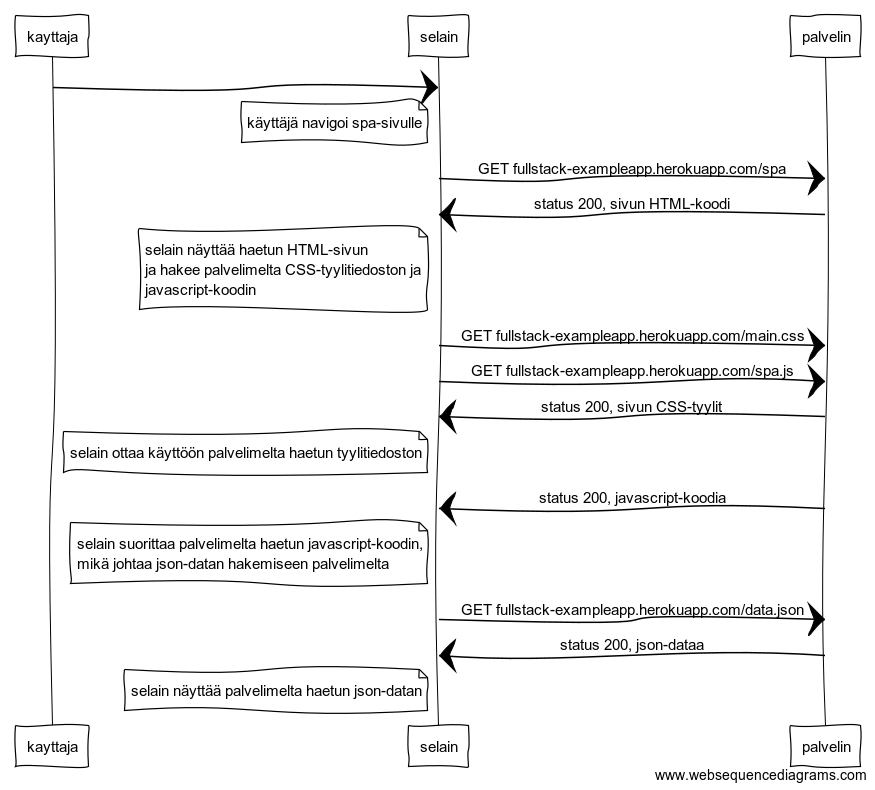 kayttaja
selain
palvelin
käyttäjä navigoi spa-sivulle
GET fullstack-exampleapp.herokuapp.com/spa
status 200, sivun HTML-koodi
selain näyttää haetun HTML-sivun
ja hakee palvelimelta CSS-tyylitiedoston ja
javascript-koodin
GET fullstack-exampleapp.herokuapp.com/main.css
GET fullstack-exampleapp.herokuapp.com/spa.js
status 200, sivun CSS-tyylit
selain ottaa käyttöön palvelimelta haetun tyylitiedoston
status 200, javascript-koodia
selain suorittaa palvelimelta haetun javascript-koodin,
mikä johtaa json-datan hakemiseen palvelimelta
GET fullstack-exampleapp.herokuapp.com/data.json
status 200, json-dataa
selain näyttää palvelimelta haetun json-datan
kayttaja
selain
palvelin
www.websequencediagrams.com